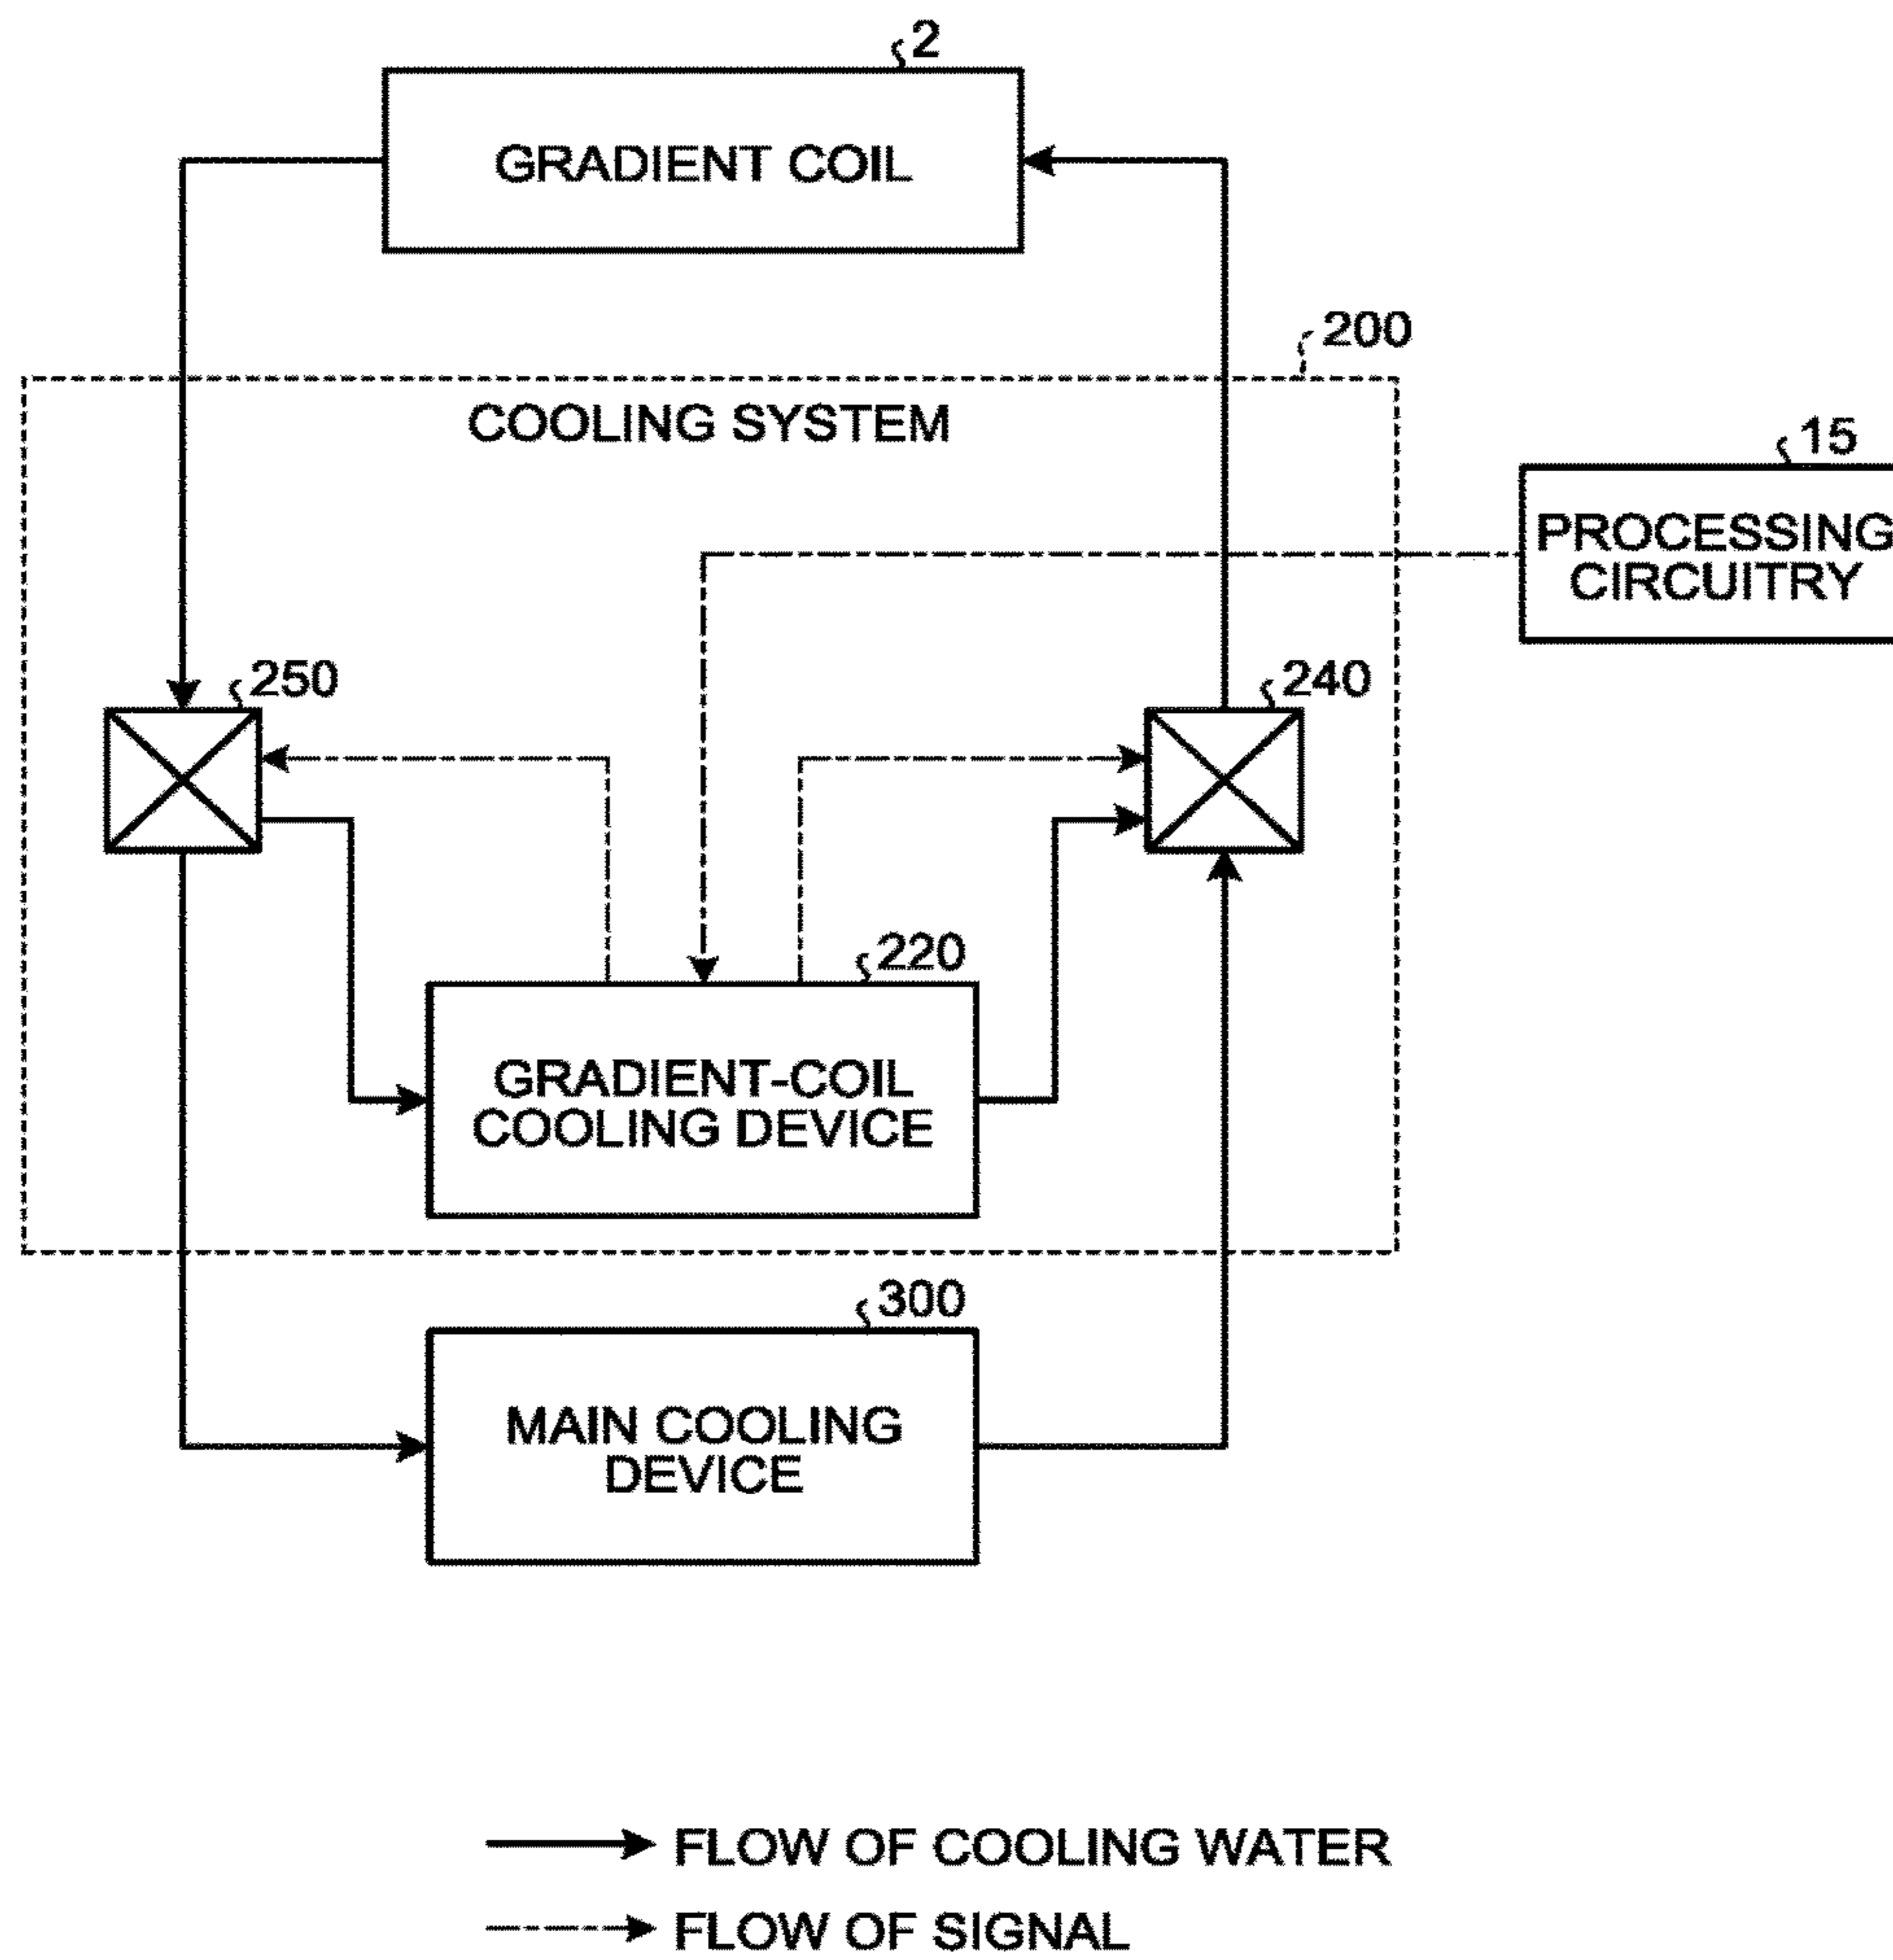 2
GRADIENT COIL
200
COOLING SYSTEM
15
PROCESSING
CIRCUITRY
250
240
220
GRADIENT-COIL
COOLING DEVICE
300
MAIN COOLING
DEVICE
FLOW OF COOLING WATER
FLOW OF SIGNAL